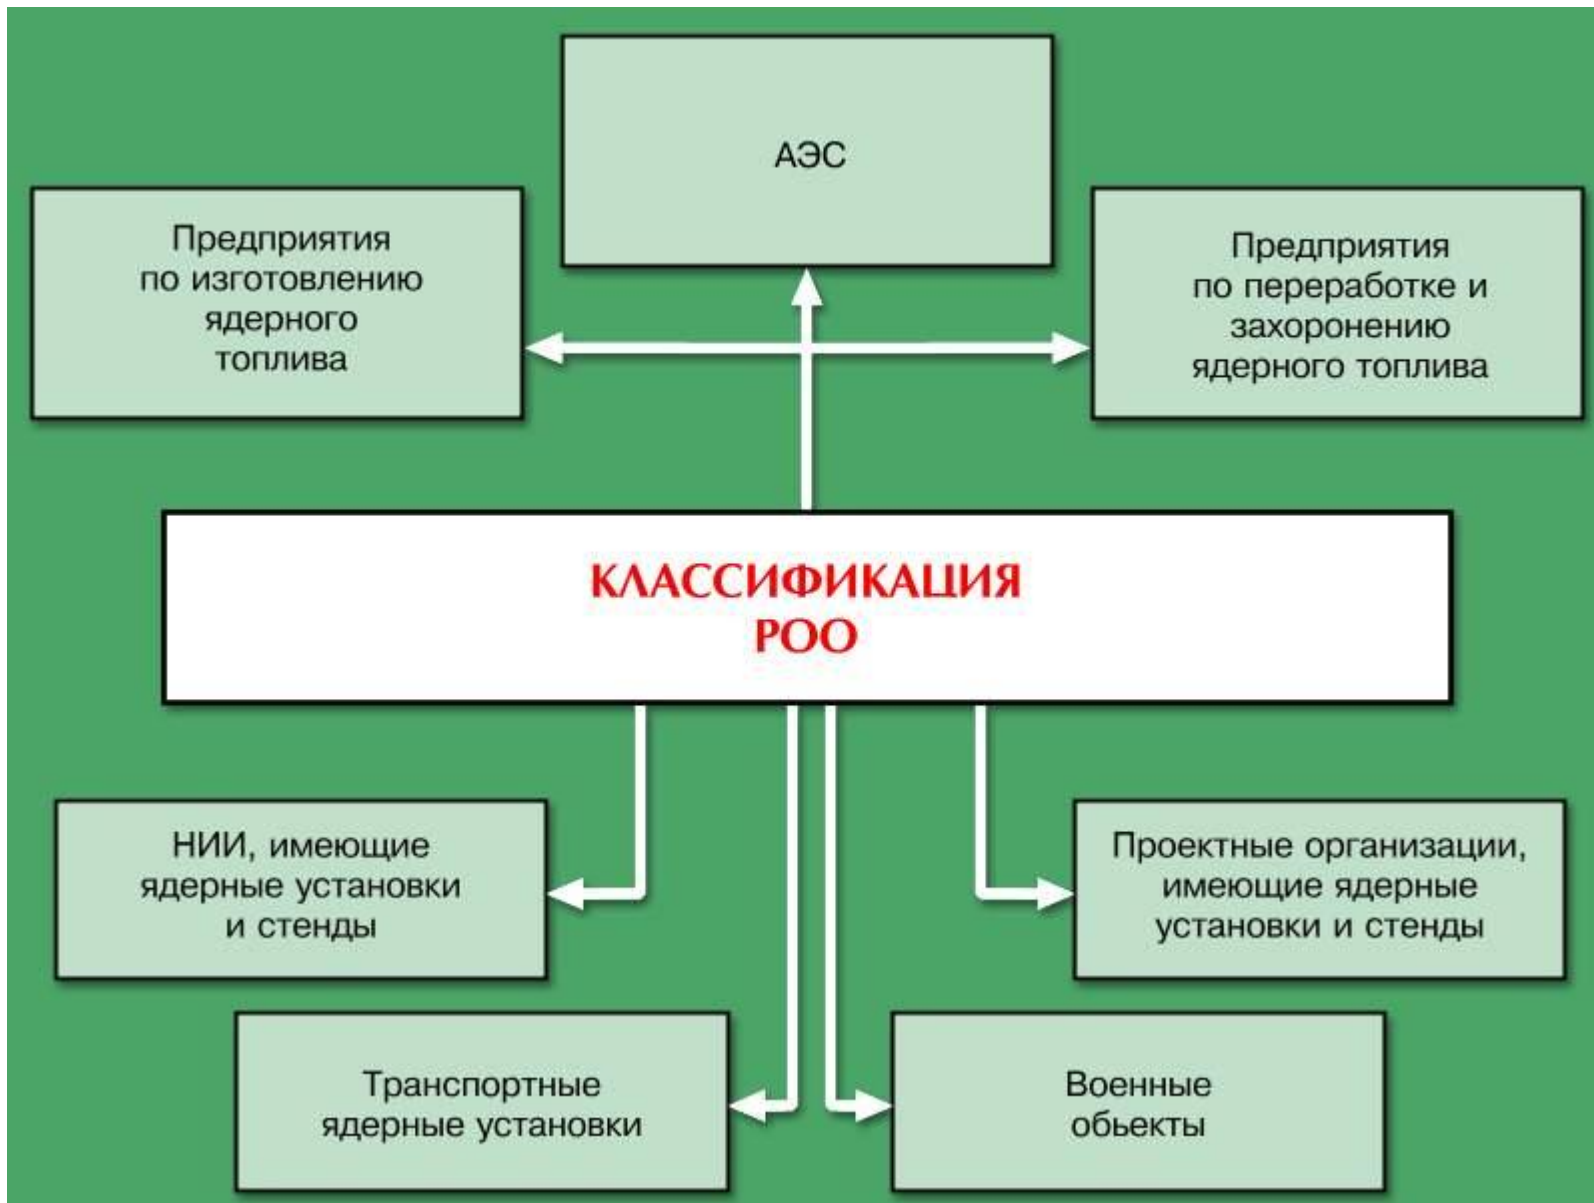 АЭС
Предприятия
по изготовлению
ядерного
топлива
Предприятия
по переработке и
захоронению
ядерного топлива
КЛАССИФИКАЦИЯ
РОО
НИИ, имеющие
ядерные установки
и стенды
Проектные организации,
имеющие ядерные
установки и стенды
Транспортные
ядерные установки
Военные
обьекты